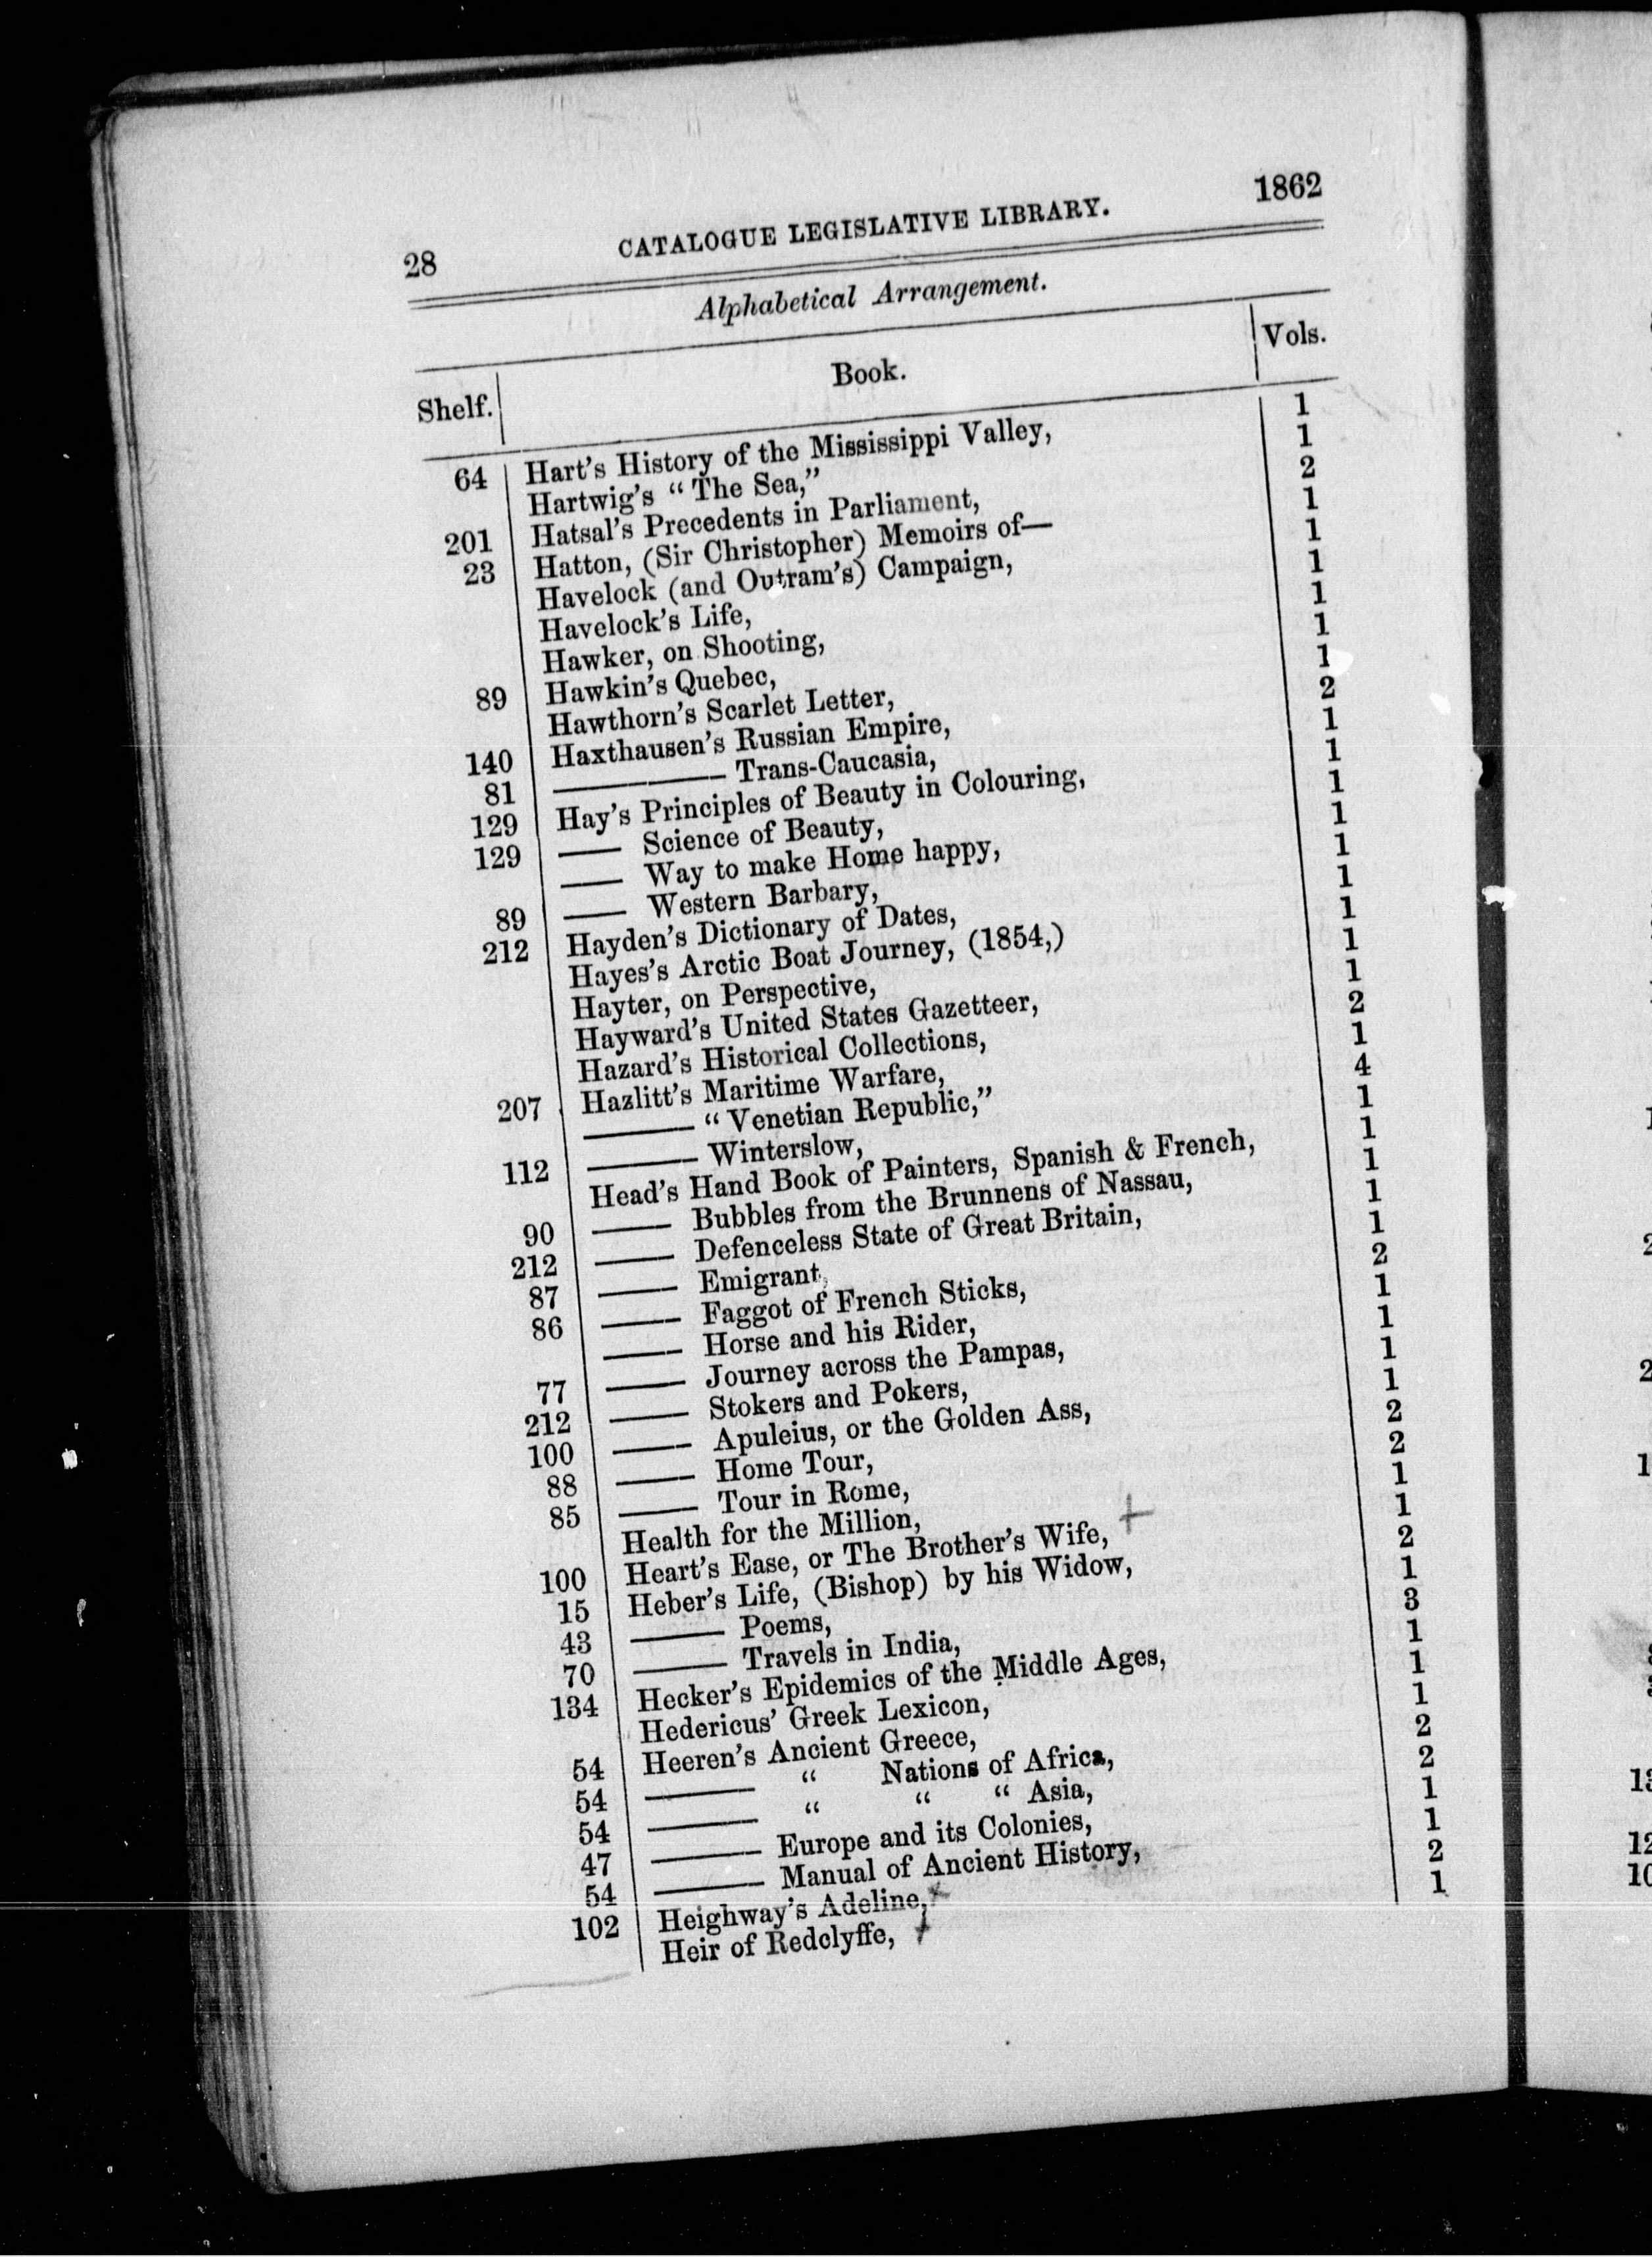 28 CATALOGUE LEGISLATIVE LIBRARY. 1862
Alphabetical Arrangement.
Shelf. Book. Vols.
64 Hart's History of the Mississippi Valley, 1
Hartwig's “The Sea,” 1
201 Hatsal's Precedents in Parliament, 2
23 Hatton, (Sir Christopher) Memoirs of— 1
Havelock (and Outram's) Campaign, 1
Havelock's Life, 1
Hawker, on Shooting, 1
89 Hawkin's Quebec, 1
Hawthorn's Scarlet Letter, 1
140 Haxthausen's Russian Empire, 2
81 ——— Trans-Caucasia, 1
129 Hay's Principles of Beauty in Colouring, 1
129 —— Science of Beauty, 1
—— Way to make Home happy, 1
89 —— Western Barbary, 1
212 Hayden's Dictionary of Dates, 1
Hayes's Arctic Boat Journey, (1854,) 1
Hayter, on Perspective, 1
Hayward's United States Gazetteer, 1
Hazard's Historical Collections, 2
207 Hazlitt's Maritime Warfare, 1
——— “Venetian Republic,” 4
112 ——— Winterslow, 1
Head's Hand Book of Painters, Spanish & French, 1
90 —— Bubbles from the Brunnens of Nassau, 1
212 —— Defenceless State of Great Britain, 1
87 —— Emigrant, 1
86 —— Faggot of French Sticks, 2
—— Horse and his Rider, 1
77 —— Journey across the Pampas, 1
212 —— Stokers and Pokers, 1
100 —— Apuleius, or the Golden Ass, 1
88 —— Home Tour, 2
85 —— Tour in Rome, 2
Health for the Million, 1
100 Heart's Ease, or The Brother's Wife, + 1
15 Heber's Life, (Bishop) by his Widow, 2
43 ——— Poems, 1
70 ——— Travels in India, 3
134 Hecker's Epidemics of the Middle Ages, 1
Hedericus' Greek Lexicon, 1
54 Heeren's Ancient Greece, 1
54 ——— “ Nations of Africa, 2
54 ——— “ “ “ Asia, 2
47 ——— Europe and its Colonies, 1
54 ——— Manual of Ancient History, 1
102 Heighway's Adeline, + 2
Heir of Redclyffe, + 1